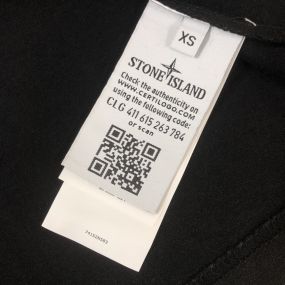 XS
STONE ISLAND
Check the authenticity on
WWW.CERTILOGO.COM
using the following code:
CLG 411 615 263 784
or scan